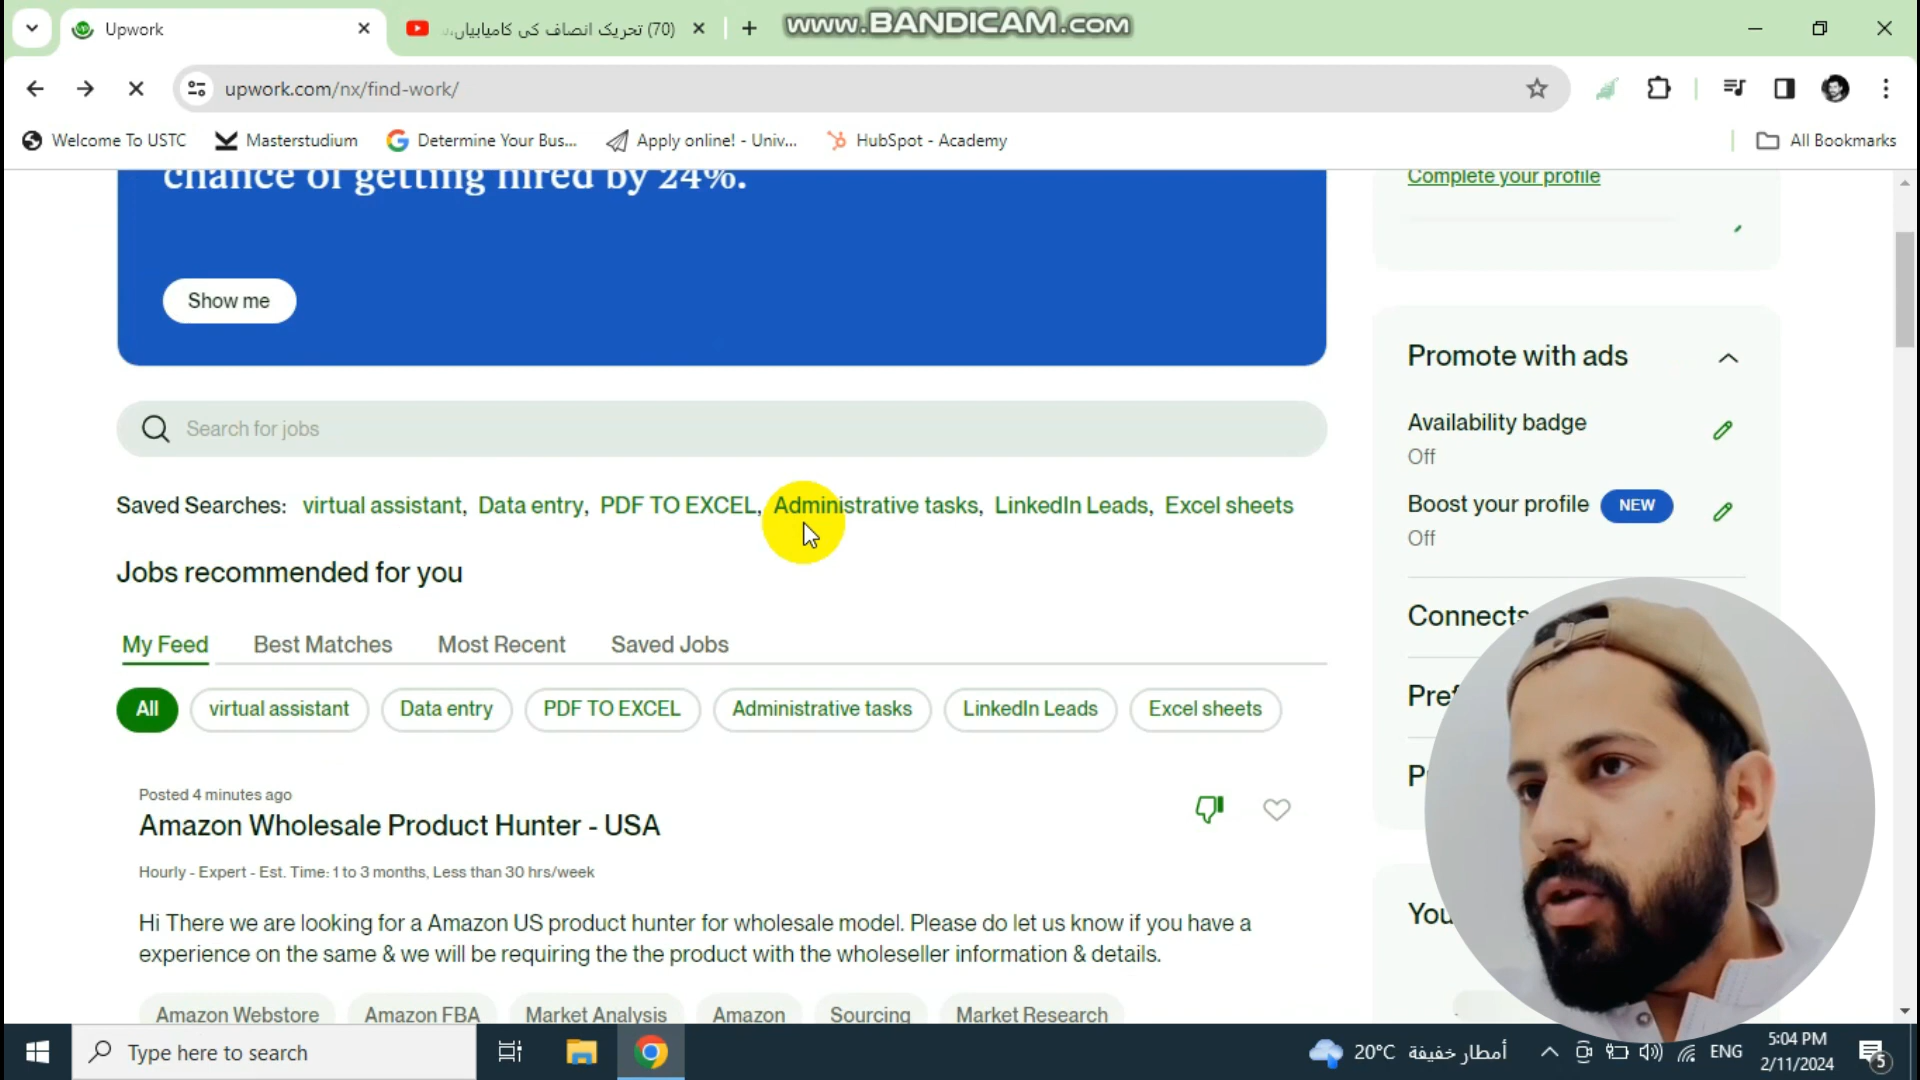 Upwork
(70) تحریک انصاف کی کامیابیاں،
www.BANDICAM.com
upwork.com/nx/find-work/
Welcome To USTC
Masterstudium
Determine Your Bus...
Apply online! - Univ...
HubSpot - Academy
All Bookmarks
chance of getting hired by 24%.
Complete your profile
Show me
Promote with ads
Availability badge
Off
Search for jobs
Boost your profile NEW
Off
Saved Searches: virtual assistant, Data entry, PDF TO EXCEL, Administrative tasks, LinkedIn Leads, Excel sheets
Jobs recommended for you
Connects
My Feed Best Matches Most Recent Saved Jobs
All virtual assistant Data entry PDF TO EXCEL Administrative tasks LinkedIn Leads Excel sheets
Posted 4 minutes ago
Amazon Wholesale Product Hunter - USA
Hourly - Expert - Est. Time: 1 to 3 months, Less than 30 hrs/week
Hi There we are looking for a Amazon US product hunter for wholesale model. Please do let us know if you have a
experience on the same & we will be requiring the the product with the wholeseller information & details.
Amazon Webstore Amazon FBA Market Analysis Amazon Sourcing Market Research
Type here to search
20°C أمطار خفيفة
ENG
5:04 PM
2/11/2024
5